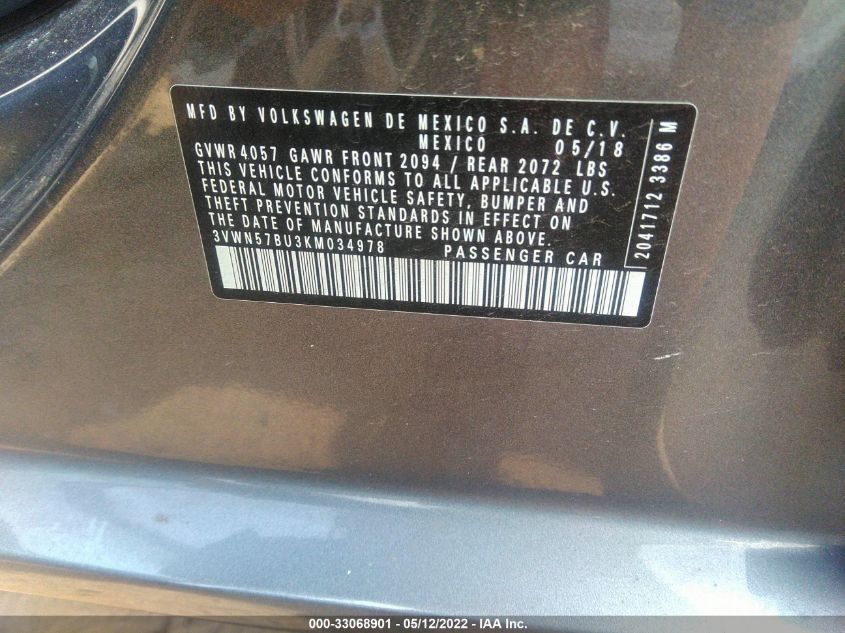 MFD BY VOLKSWAGEN DE MEXICO S.A. DE C.V.
MEXICO 05/18
GVWR 4057 GAWR FRONT 2094 / REAR 2072 LBS
THIS VEHICLE CONFORMS TO ALL APPLICABLE U.S.
FEDERAL MOTOR VEHICLE SAFETY, BUMPER AND
THEFT PREVENTION STANDARDS IN EFFECT ON
THE DATE OF MANUFACTURE SHOWN ABOVE.
3VWN57BU3KM034978 PASSENGER CAR
2041712 3386 M
000-33068901 - 05/12/2022 - IAA Inc.